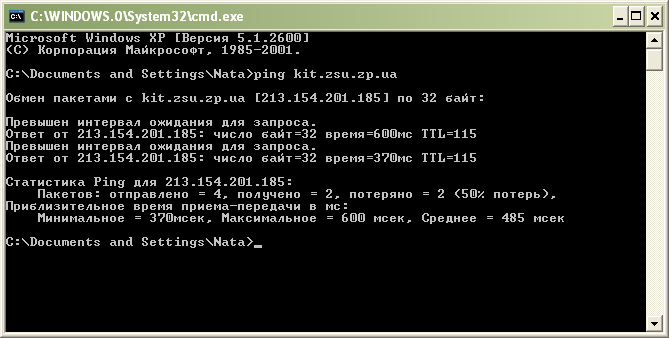 C:\WINDOWS.0\System32\cmd.exe
Microsoft Windows XP [Версия 5.1.2600]
(C) Корпорация Майкрософт, 1985-2001.
C:\Documents and Settings\Nata>ping kit.zsu.zp.ua
Обмен пакетами с kit.zsu.zp.ua [213.154.201.185] по 32 байт:
Превышен интервал ожидания для запроса.
Ответ от 213.154.201.185: число байт=32 время=600мс TTL=115
Превышен интервал ожидания для запроса.
Ответ от 213.154.201.185: число байт=32 время=370мс TTL=115
Статистика Ping для 213.154.201.185:
Пакетов: отправлено = 4, получено = 2, потеряно = 2 (50% потерь),
Приблизительное время приема-передачи в мс:
Минимальное = 370мсек, Максимальное = 600 мсек, Среднее = 485 мсек
C:\Documents and Settings\Nata>_